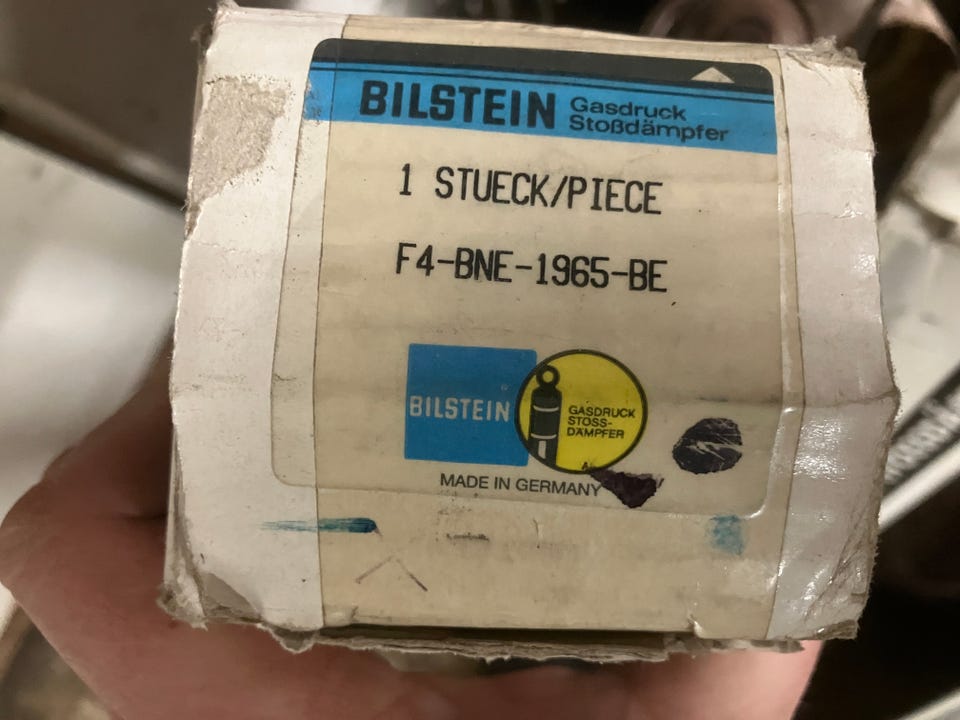 BILSTEIN Gasdruck
Stoßdämpfer
1 STUECK/PIECE
F4-BNE-1965-BE
BILSTEIN
GASDRUCK
STOSS-
DÄMPFER
MADE IN GERMANY